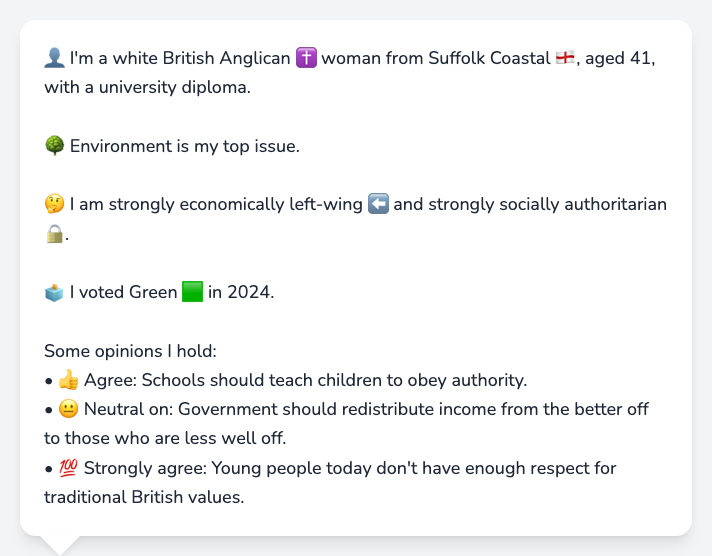 👤 I'm a white British Anglican ✝️ woman from Suffolk Coastal 🏴󠁧󠁢󠁥󠁮󠁧󠁿, aged 41,
with a university diploma.
🌳 Environment is my top issue.
🤔 I am strongly economically left-wing ⬅️ and strongly socially authoritarian
🔒.
🗳️ I voted Green 🟩 in 2024.
Some opinions I hold:
• 👍 Agree: Schools should teach children to obey authority.
• 😐 Neutral on: Government should redistribute income from the better off
to those who are less well off.
• 💯 Strongly agree: Young people today don't have enough respect for
traditional British values.